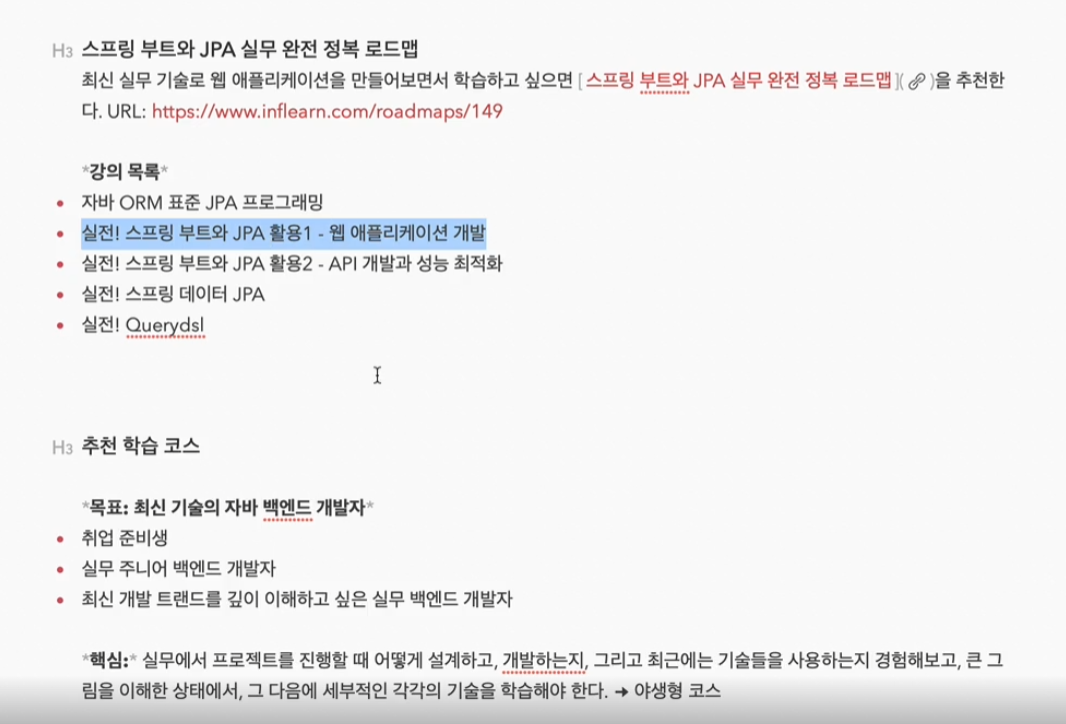 H3 스프링 부트와 JPA 실무 완전 정복 로드맵
최신 실무 기술로 웹 애플리케이션을 만들어보면서 학습하고 싶으면 [스프링 부트와 JPA 실무 완전 정복 로드맵]( )을 추천한
다. URL: https://www.inflearn.com/roadmaps/149
*강의 목록*
• 자바 ORM 표준 JPA 프로그래밍
• 실전! 스프링 부트와 JPA 활용1 - 웹 애플리케이션 개발
• 실전! 스프링 부트와 JPA 활용2 - API 개발과 성능 최적화
• 실전! 스프링 데이터 JPA
• 실전! Querydsl
H3 추천 학습 코스
*목표: 최신 기술의 자바 백엔드 개발자*
• 취업 준비생
• 실무 주니어 백엔드 개발자
• 최신 개발 트랜드를 깊이 이해하고 싶은 실무 백엔드 개발자
*핵심:* 실무에서 프로젝트를 진행할 때 어떻게 설계하고, 개발하는지, 그리고 최근에는 기술들을 사용하는지 경험해보고, 큰 그
림을 이해한 상태에서, 그 다음에 세부적인 각각의 기술을 학습해야 한다. → 야생형 코스